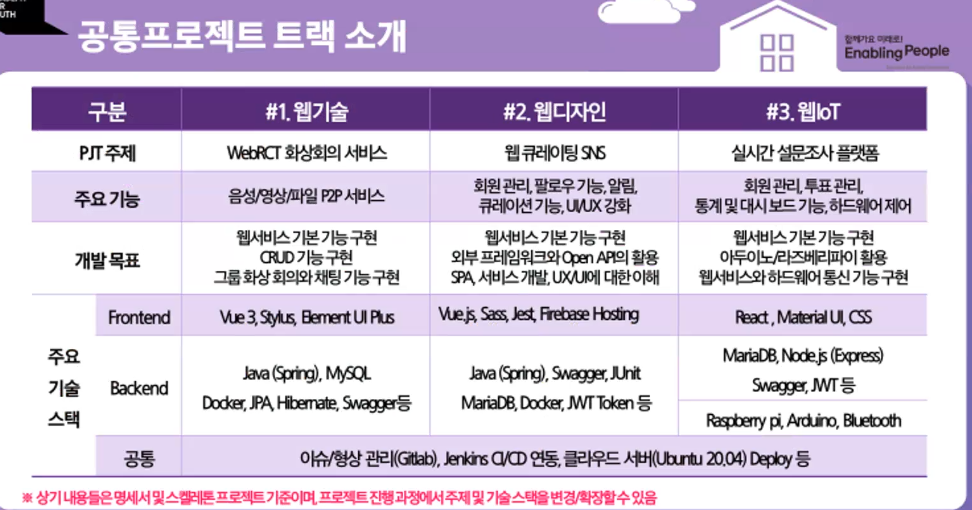 UTH
공통프로젝트 트랙 소개
함께가요 미래로!
Enabling People
구분 #1. 웹기술 #2. 웹디자인 #3. 웹IoT
PJT 주제 WebRCT 화상회의 서비스 웹 큐레이팅 SNS 실시간 설문조사 플랫폼
주요 기능 음성/영상/파일 P2P 서비스
회원 관리, 팔로우 기능, 알림,
큐레이션 기능, UI/UX 강화
회원 관리, 투표 관리,
통계 및 대시 보드 기능, 하드웨어 제어
개발 목표
웹서비스 기본 기능 구현
CRUD 기능 구현
그룹 화상 회의와 채팅 기능 구현
웹서비스 기본 기능 구현
외부 프레임워크와 Open API의 활용
SPA, 서비스 개발, UX/UI에 대한 이해
웹서비스 기본 기능 구현
아두이노/라즈베리파이 활용
웹서비스와 하드웨어 통신 기능 구현
주요
기술
스택
Frontend Vue 3, Stylus, Element UI Plus Vue.js, Sass, Jest, Firebase Hosting React , Material UI, CSS
Backend
Java (Spring), MySQL
Docker, JPA, Hibernate, Swagger등
Java (Spring), Swagger, JUnit
MariaDB, Docker, JWT Token 등
MariaDB, Node.js (Express)
Swagger, JWT 등
Raspberry pi, Arduino, Bluetooth
공통 이슈/형상 관리(Gitlab), Jenkins CI/CD 연동, 클라우드 서버(Ubuntu 20.04) Deploy 등
※ 상기 내용들은 명세서 및 스켈레톤 프로젝트 기준이며, 프로젝트 진행 과정에서 주제 및 기술 스택을 변경/확장할 수 있음